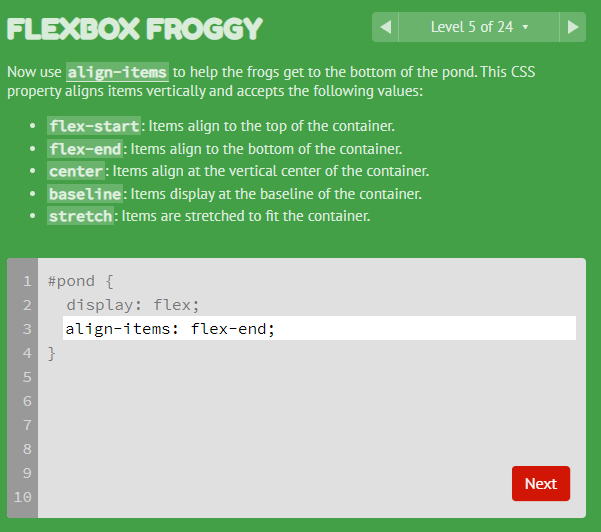 FLEXBOX FROGGY
◀ Level 5 of 24 ▾ ▶
Now use align-items to help the frogs get to the bottom of the pond. This CSS
property aligns items vertically and accepts the following values:
• flex-start: Items align to the top of the container.
• flex-end: Items align to the bottom of the container.
• center: Items align at the vertical center of the container.
• baseline: Items display at the baseline of the container.
• stretch: Items are stretched to fit the container.
1 #pond {
2 display: flex;
3 align-items: flex-end;
4 }
5
6
7
8
9
10
Next